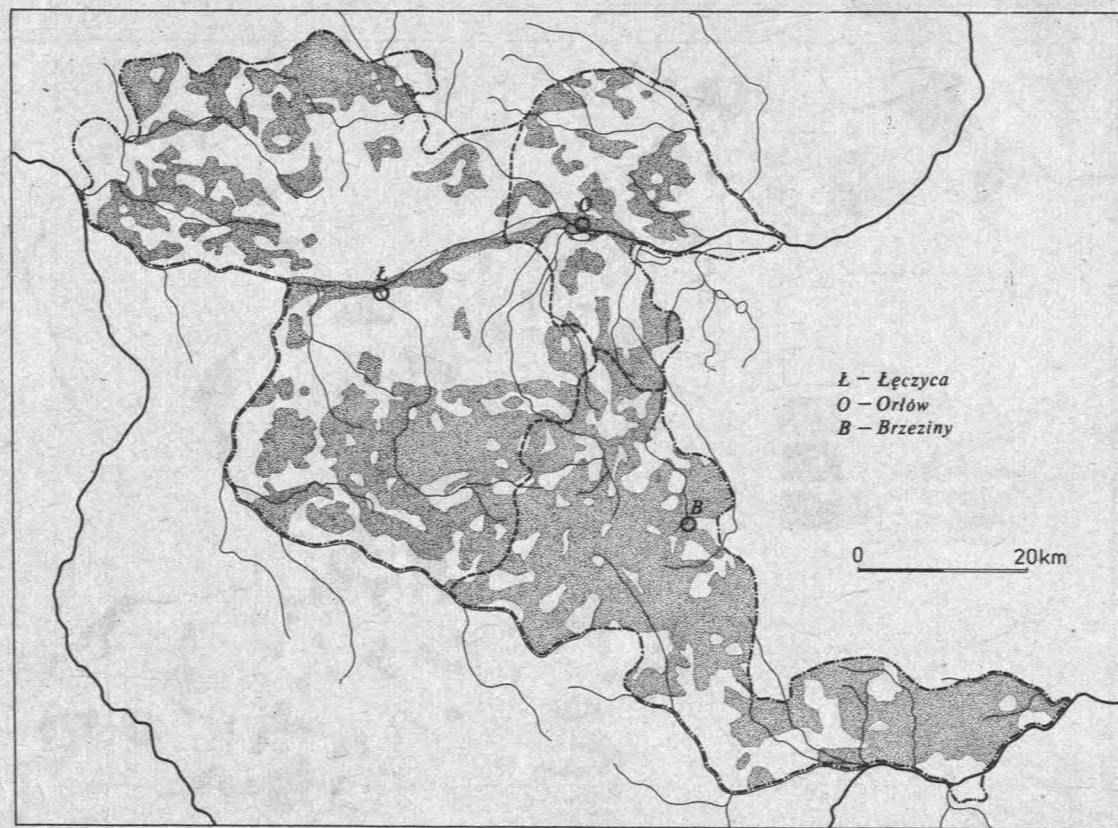 O
Ł
Ł – Łęczyca
O – Orłów
B – Brzeziny
B
0 20km